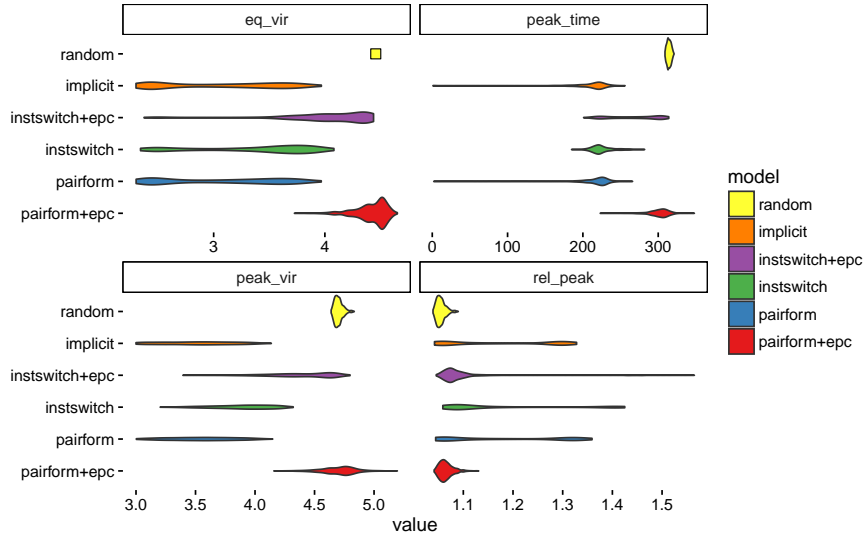 eq_vir peak_time
random
implicit
instswitch+epc
instswitch
pairform
pairform+epc
3 4 0 100 200 300
peak_vir rel_peak
random
implicit
instswitch+epc
instswitch
pairform
pairform+epc
3.0 3.5 4.0 4.5 5.0 1.1 1.2 1.3 1.4 1.5
value
model
random
implicit
instswitch+epc
instswitch
pairform
pairform+epc